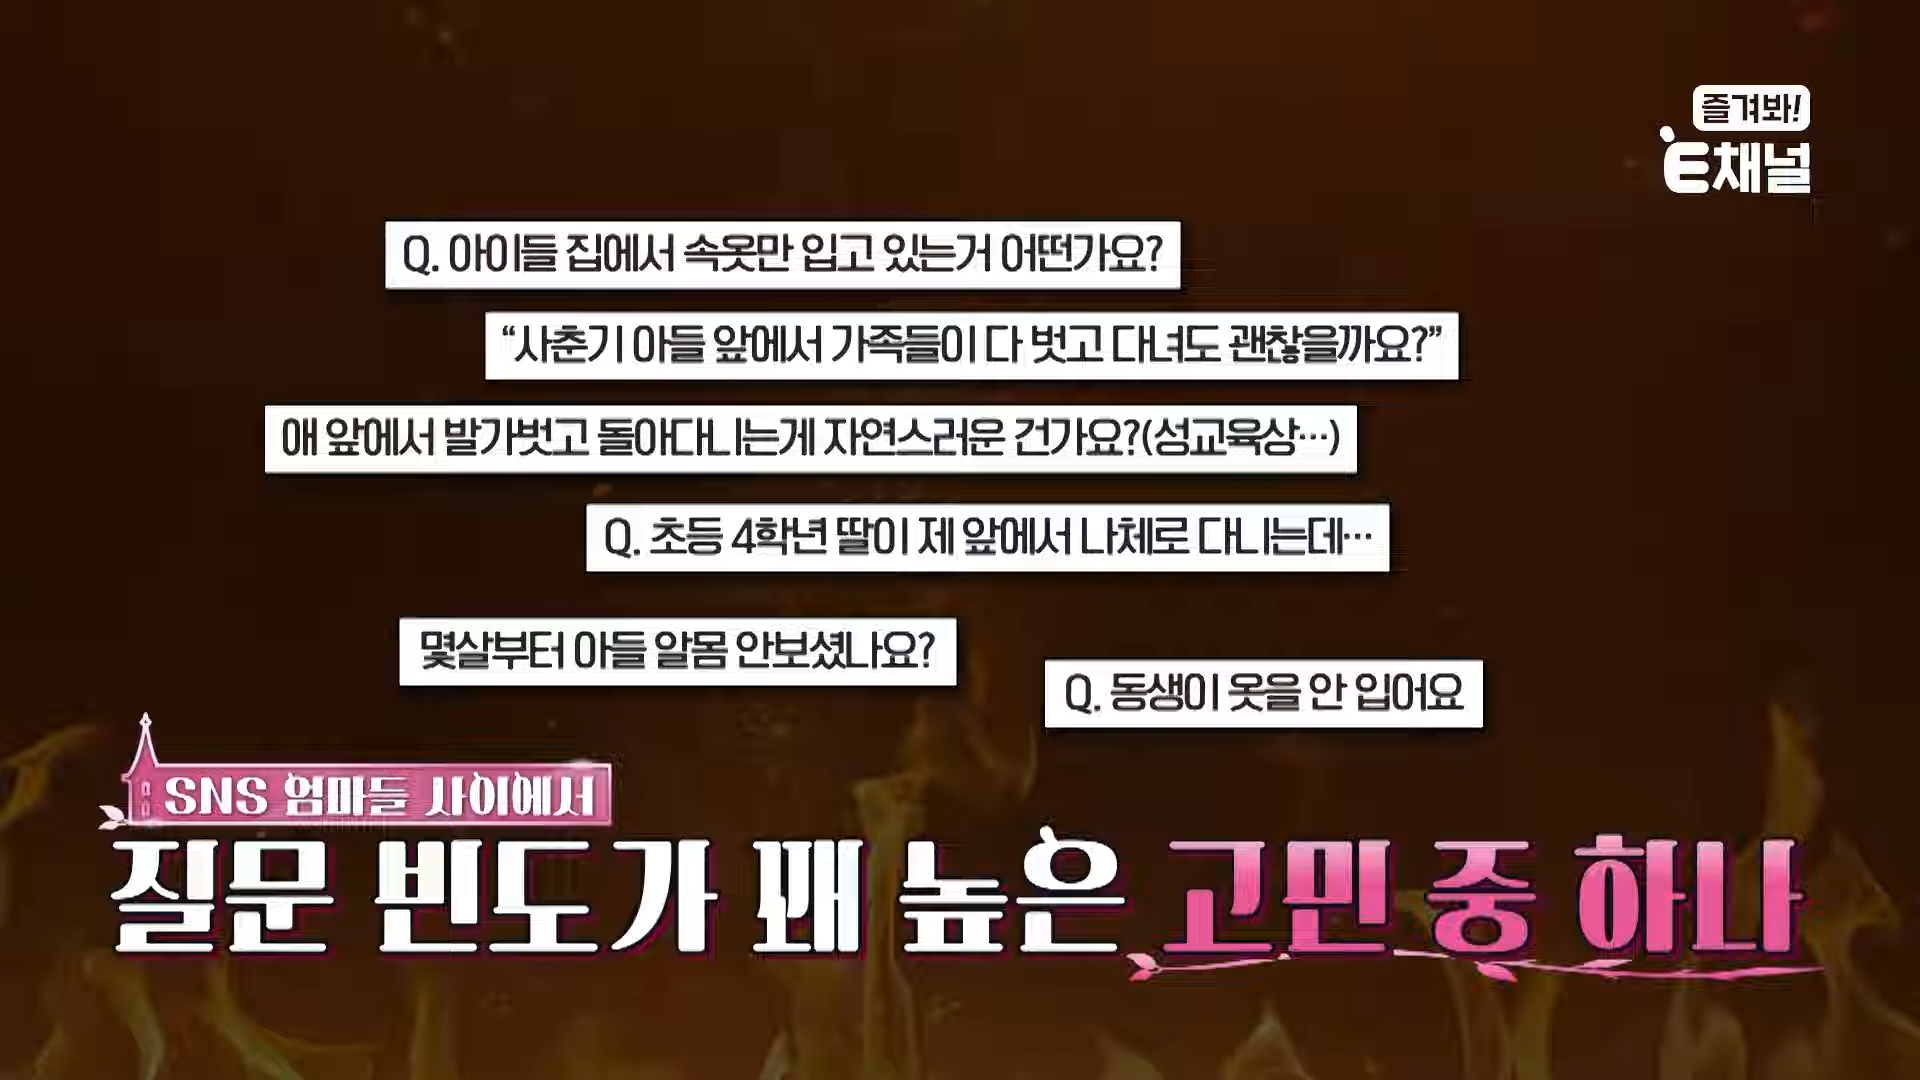 즐겨봐!
E채널
Q. 아이들 집에서 속옷만 입고 있는거 어떤가요?
“사춘기 아들 앞에서 가족들이 다 벗고 다녀도 괜찮을까요?”
애 앞에서 발가벗고 돌아다니는게 자연스러운 건가요?(성교육상…)
Q. 초등 4학년 딸이 제 앞에서 나체로 다니는데…
몇살부터 아들 알몸 안보셨나요?
Q. 동생이 옷을 안 입어요
SNS 엄마들 사이에서
질문 빈도가 꽤 높은 고민 중 하나